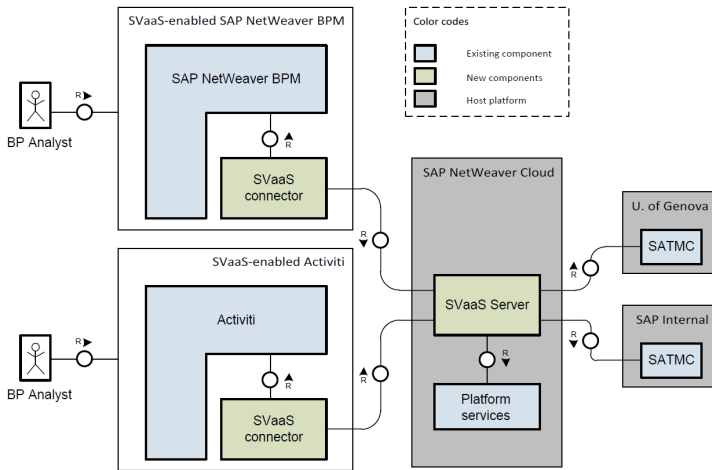 SVaaS-enabled SAP NetWeaver BPM
SAP NetWeaver BPM
R
BP Analyst
R
SVaaS
connector
Color codes
Existing component
New components
Host platform
R
SAP NetWeaver Cloud
SVaaS Server
R
Platform
services
U. of Genova
SATMC
R
SAP Internal
SATMC
R
SVaaS-enabled Activiti
Activiti
R
BP Analyst
R
SVaaS
connector
R